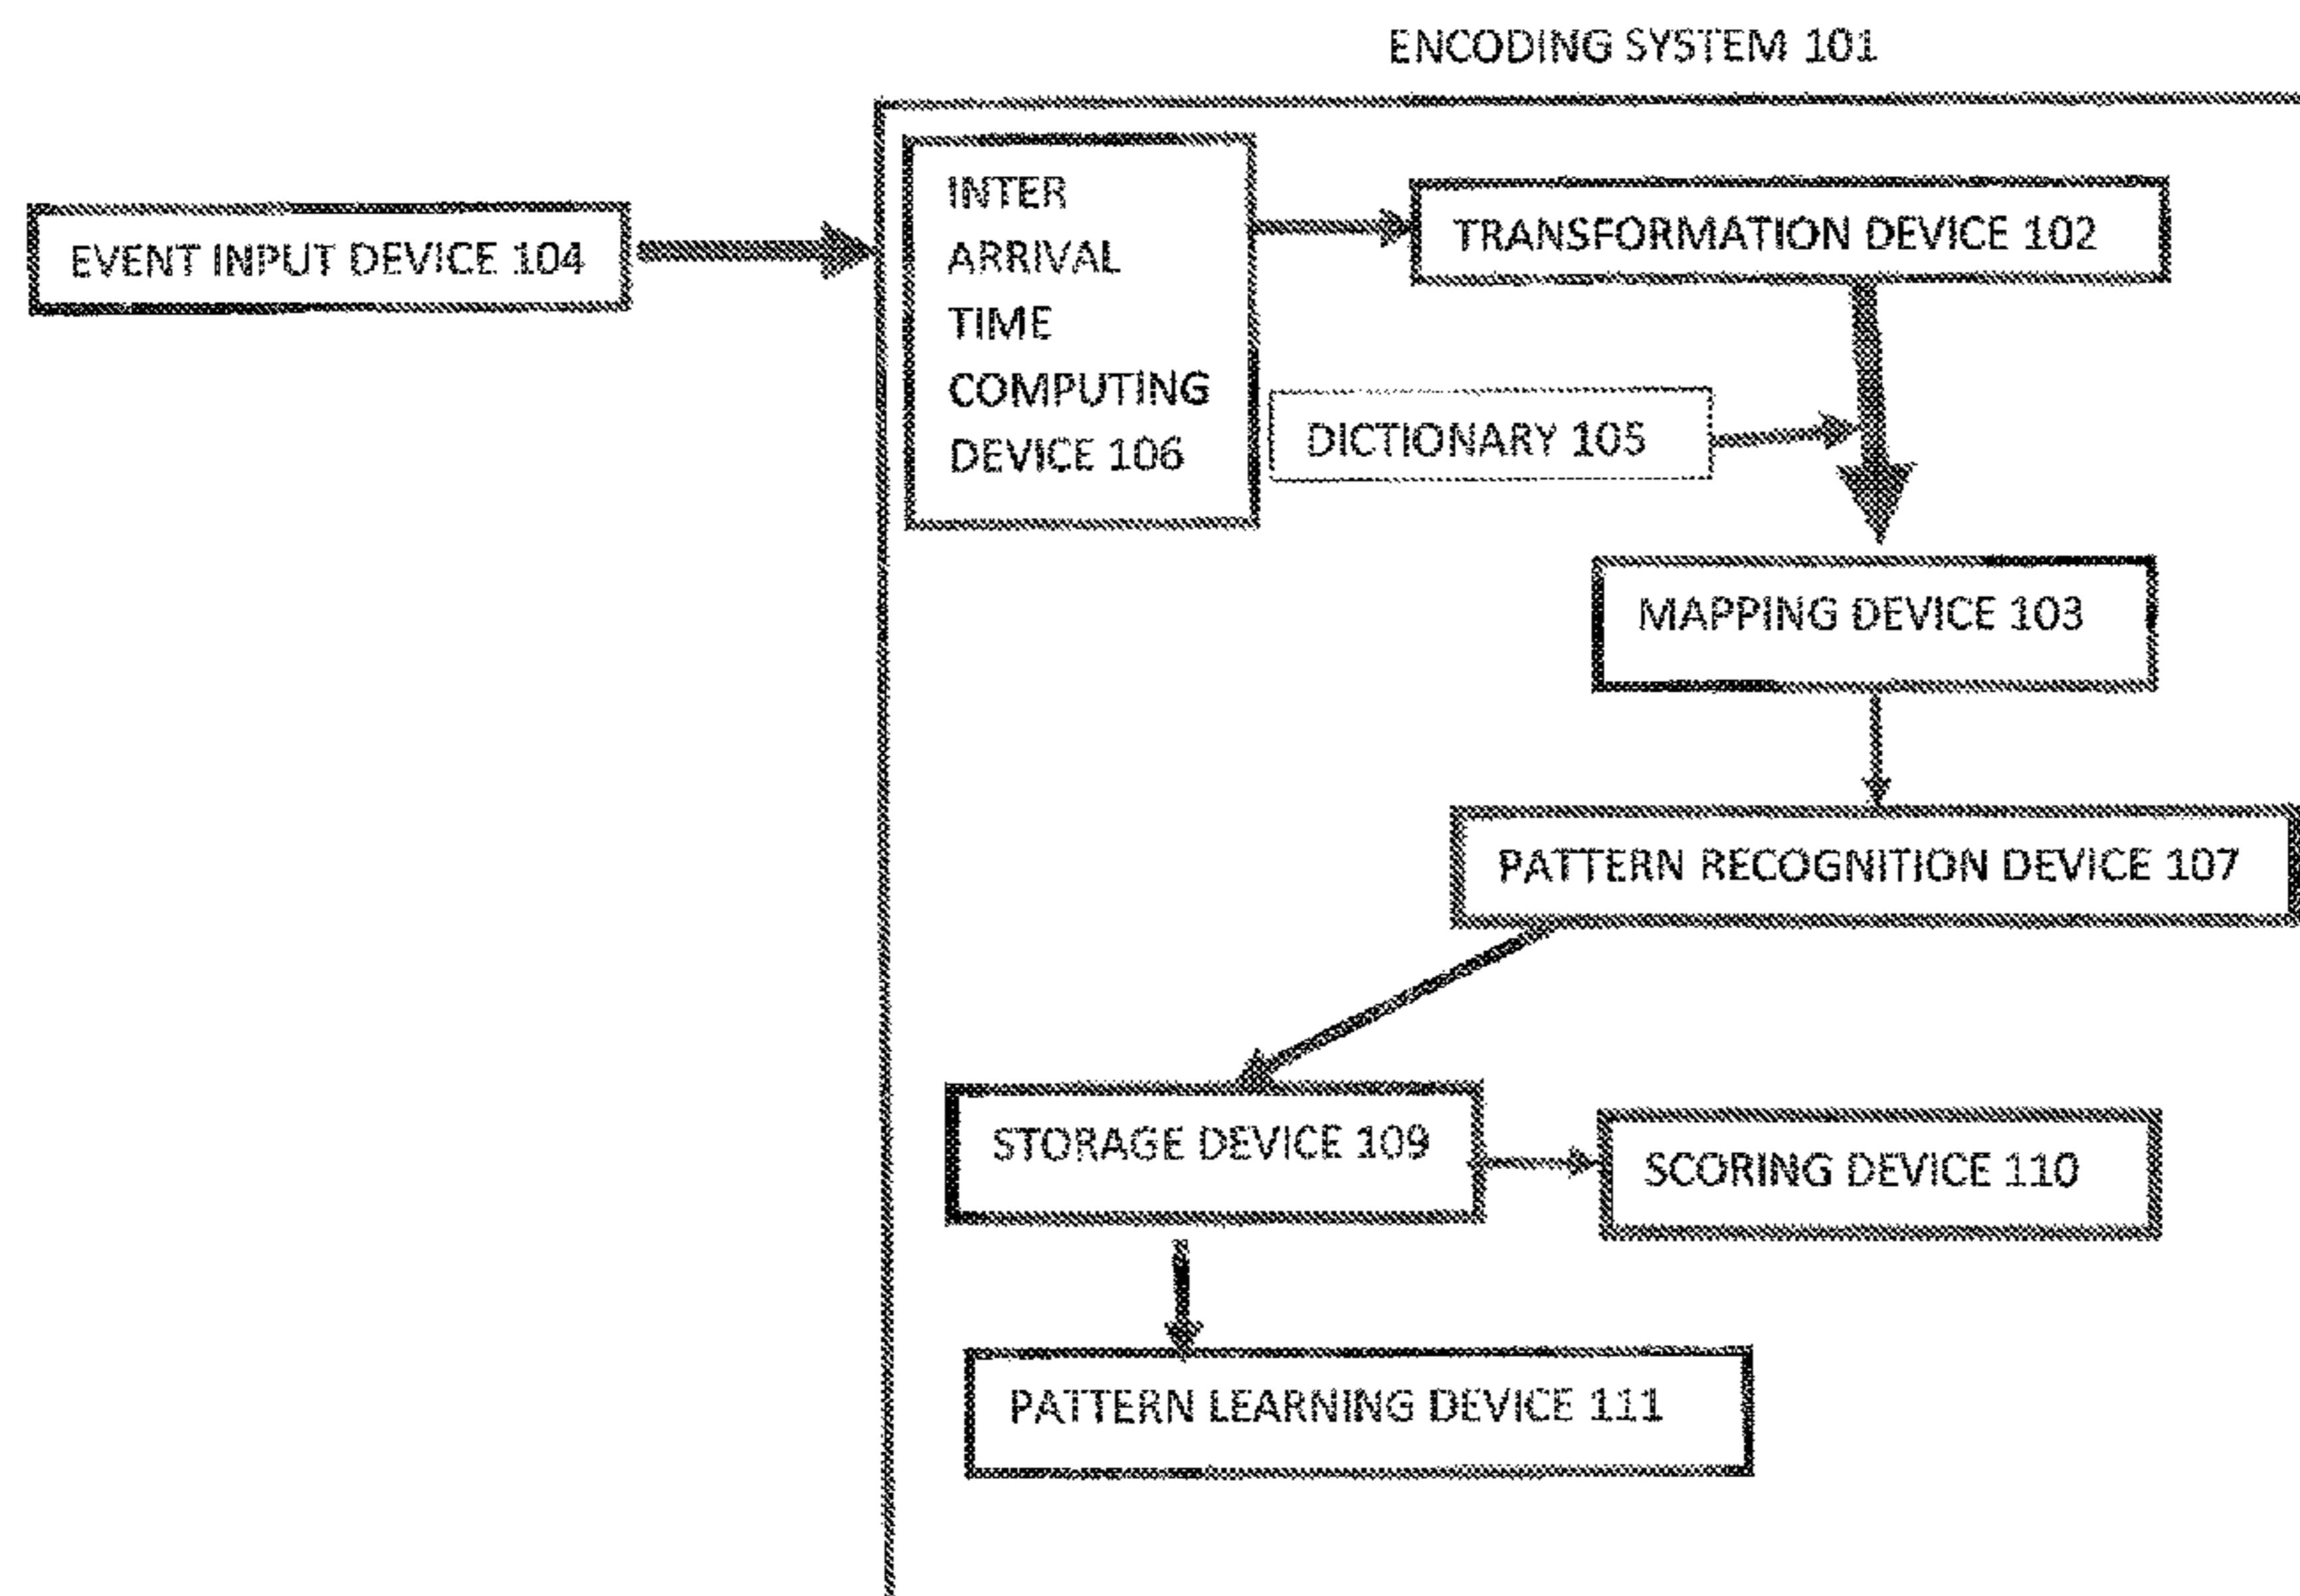 ENCODING SYSTEM 101
EVENT INPUT DEVICE 104
INTER
ARRIVAL
TIME
COMPUTING
DEVICE 106
TRANSFORMATION DEVICE 102
DICTIONARY 105
MAPPING DEVICE 103
PATTERN RECOGNITION DEVICE 107
STORAGE DEVICE 109
SCORING DEVICE 110
PATTERN LEARNING DEVICE 111